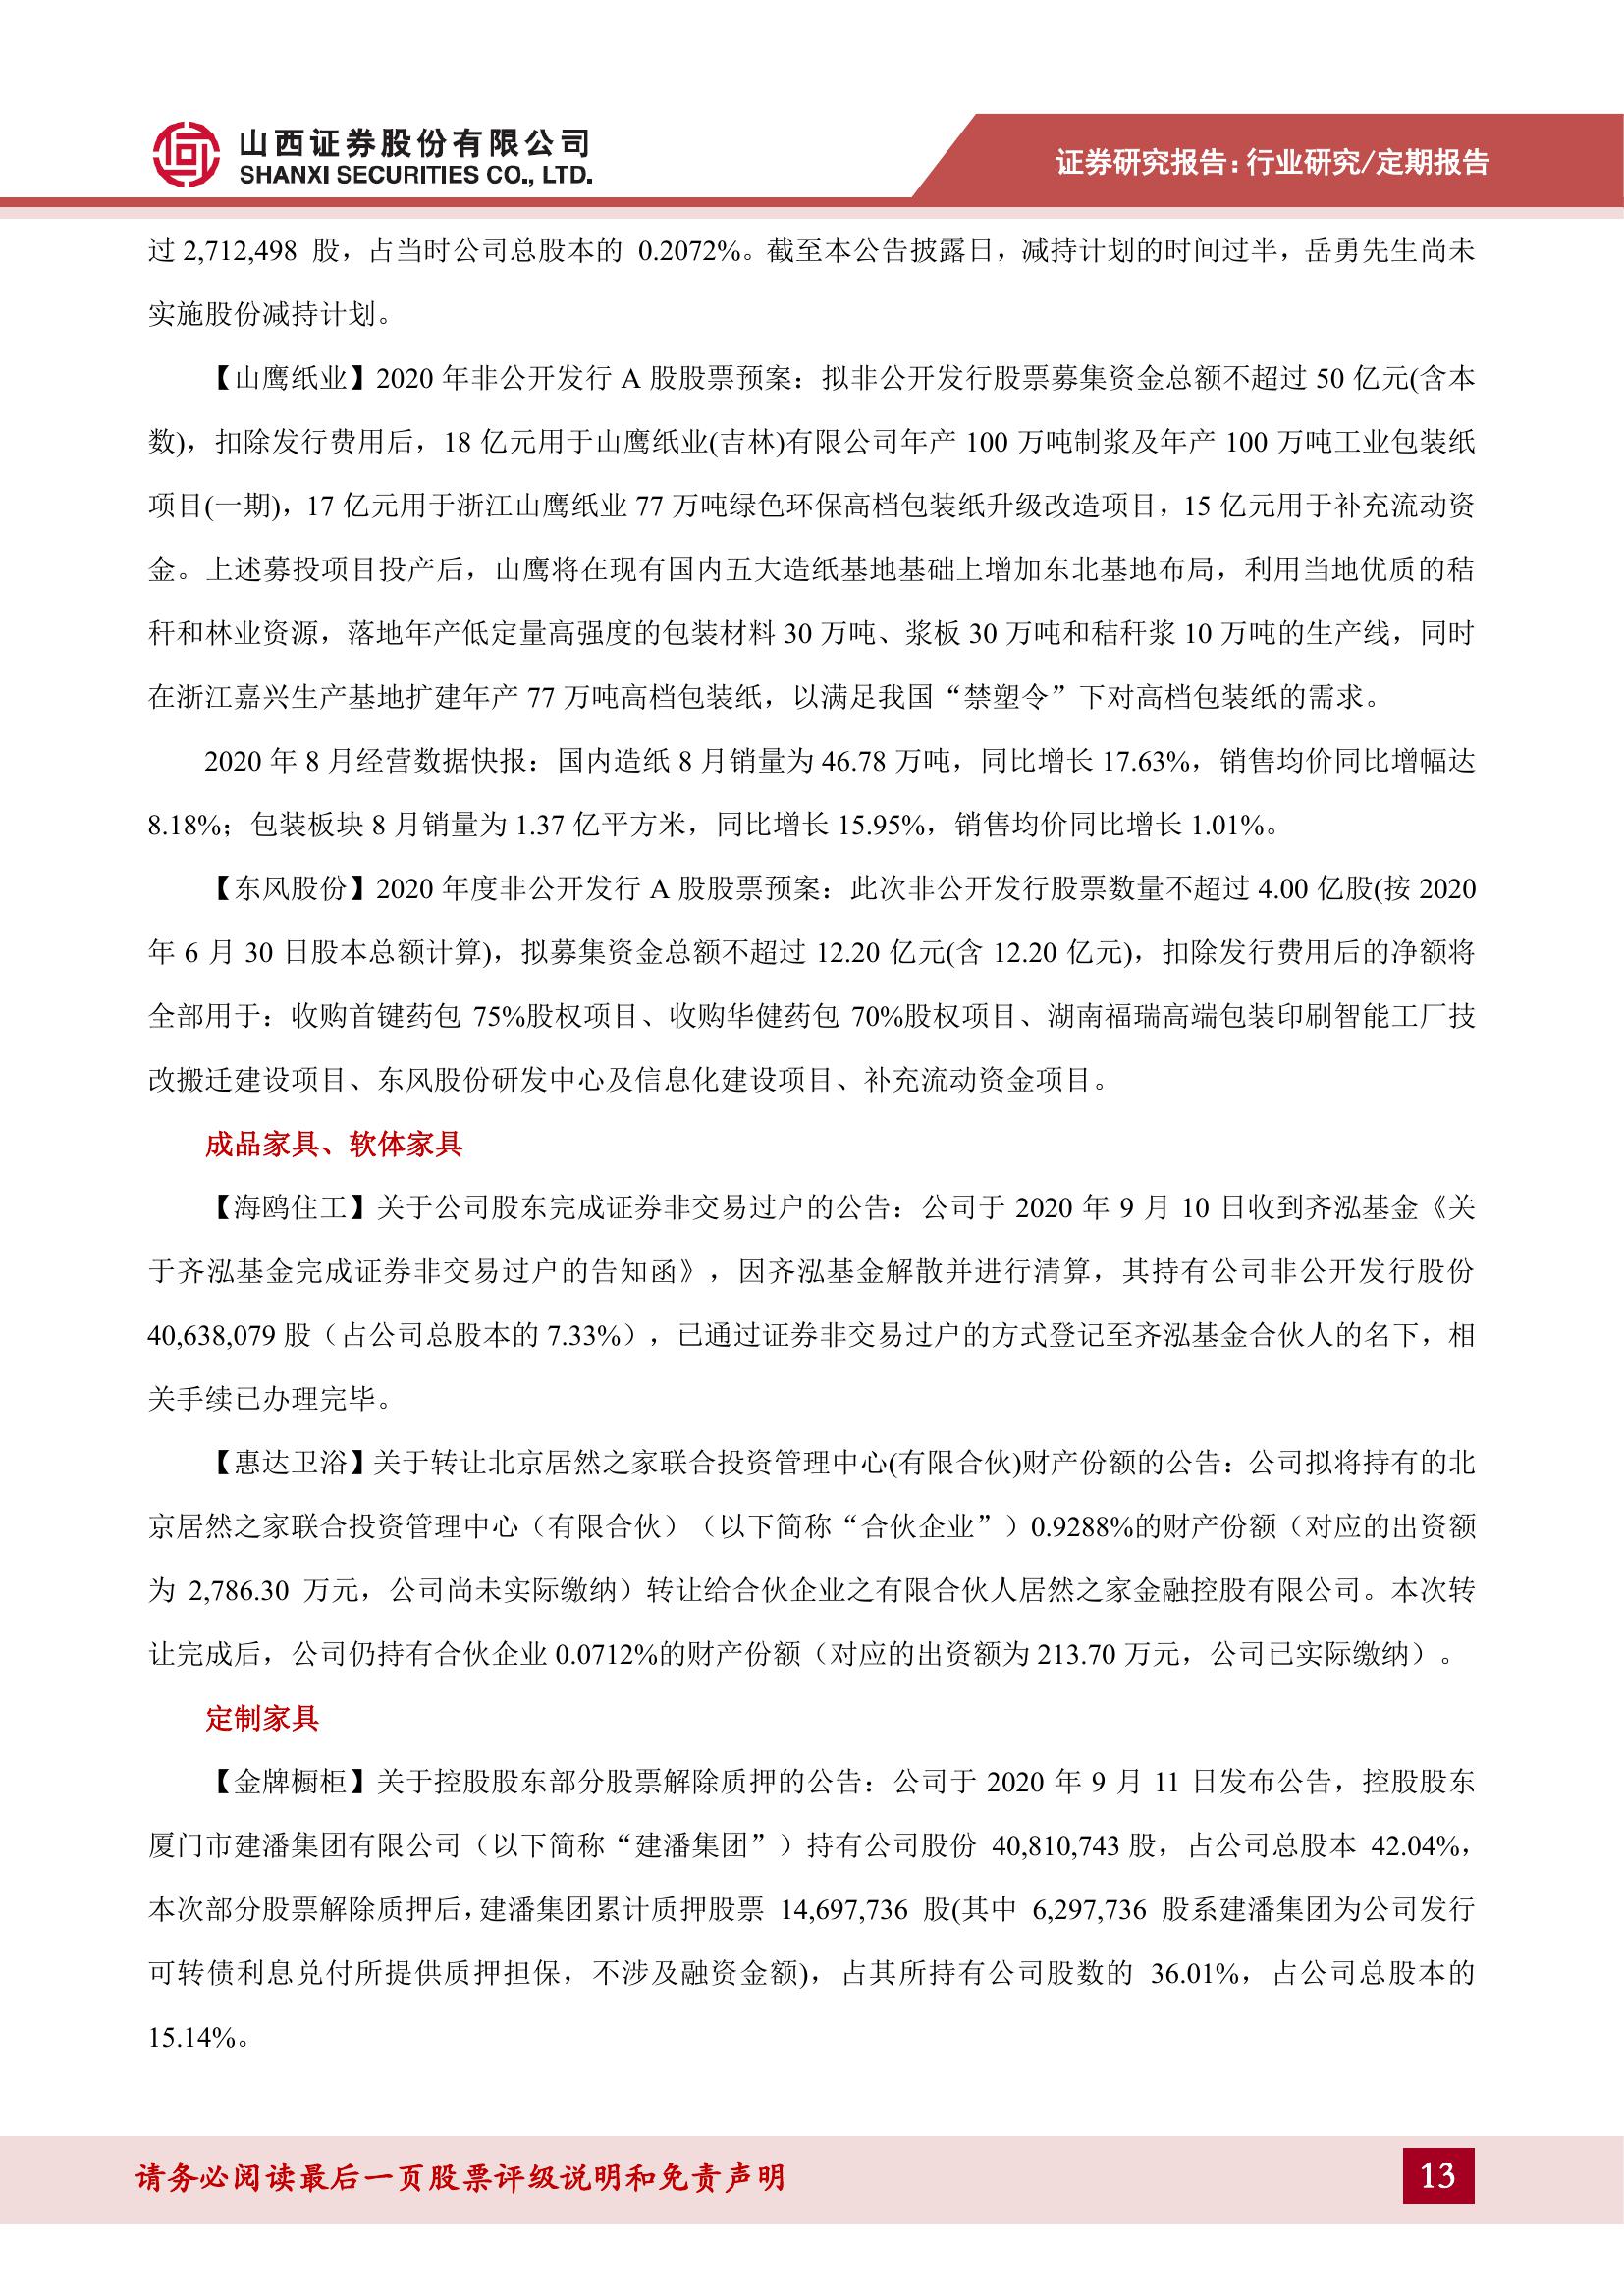 山西证券股份有限公司
SHANXI SECURITIES CO., LTD.
证券研究报告:行业研究/定期报告
过 2,712,498 股，占当时公司总股本的 0.2072%。截至本公告披露日，减持计划的时间过半，岳勇先生尚未
实施股份减持计划。
【山鹰纸业】2020 年非公开发行 A 股股票预案：拟非公开发行股票募集资金总额不超过 50 亿元(含本
数)，扣除发行费用后，18 亿元用于山鹰纸业(吉林)有限公司年产 100 万吨制浆及年产 100 万吨工业包装纸
项目(一期)，17 亿元用于浙江山鹰纸业 77 万吨绿色环保高档包装纸升级改造项目，15 亿元用于补充流动资
金。上述募投项目投产后，山鹰将在现有国内五大造纸基地基础上增加东北基地布局，利用当地优质的秸
秆和林业资源，落地年产低定量高强度的包装材料 30 万吨、浆板 30 万吨和秸秆浆 10 万吨的生产线，同时
在浙江嘉兴生产基地扩建年产 77 万吨高档包装纸，以满足我国“禁塑令”下对高档包装纸的需求。
2020 年 8 月经营数据快报：国内造纸 8 月销量为 46.78 万吨，同比增长 17.63%，销售均价同比增幅达
8.18%；包装板块 8 月销量为 1.37 亿平方米，同比增长 15.95%，销售均价同比增长 1.01%。
【东风股份】2020 年度非公开发行 A 股股票预案：此次非公开发行股票数量不超过 4.00 亿股(按 2020
年 6 月 30 日股本总额计算)，拟募集资金总额不超过 12.20 亿元(含 12.20 亿元)，扣除发行费用后的净额将
全部用于：收购首键药包 75%股权项目、收购华健药包 70%股权项目、湖南福瑞高端包装印刷智能工厂技
改搬迁建设项目、东风股份研发中心及信息化建设项目、补充流动资金项目。
成品家具、软体家具
【海鸥住工】关于公司股东完成证券非交易过户的公告：公司于 2020 年 9 月 10 日收到齐泓基金《关
于齐泓基金完成证券非交易过户的告知函》，因齐泓基金解散并进行清算，其持有公司非公开发行股份
40,638,079 股（占公司总股本的 7.33%），已通过证券非交易过户的方式登记至齐泓基金合伙人的名下，相
关手续已办理完毕。
【惠达卫浴】关于转让北京居然之家联合投资管理中心(有限合伙)财产份额的公告：公司拟将持有的北
京居然之家联合投资管理中心（有限合伙）（以下简称“合伙企业”）0.9288%的财产份额（对应的出资额
为 2,786.30 万元，公司尚未实际缴纳）转让给合伙企业之有限合伙人居然之家金融控股有限公司。本次转
让完成后，公司仍持有合伙企业 0.0712%的财产份额（对应的出资额为 213.70 万元，公司已实际缴纳）。
定制家具
【金牌橱柜】关于控股股东部分股票解除质押的公告：公司于 2020 年 9 月 11 日发布公告，控股股东
厦门市建潘集团有限公司（以下简称“建潘集团”）持有公司股份 40,810,743 股，占公司总股本 42.04%，
本次部分股票解除质押后，建潘集团累计质押股票 14,697,736 股(其中 6,297,736 股系建潘集团为公司发行
可转债利息兑付所提供质押担保，不涉及融资金额)，占其所持有公司股数的 36.01%，占公司总股本的
15.14%。
请务必阅读最后一页股票评级说明和免责声明
13